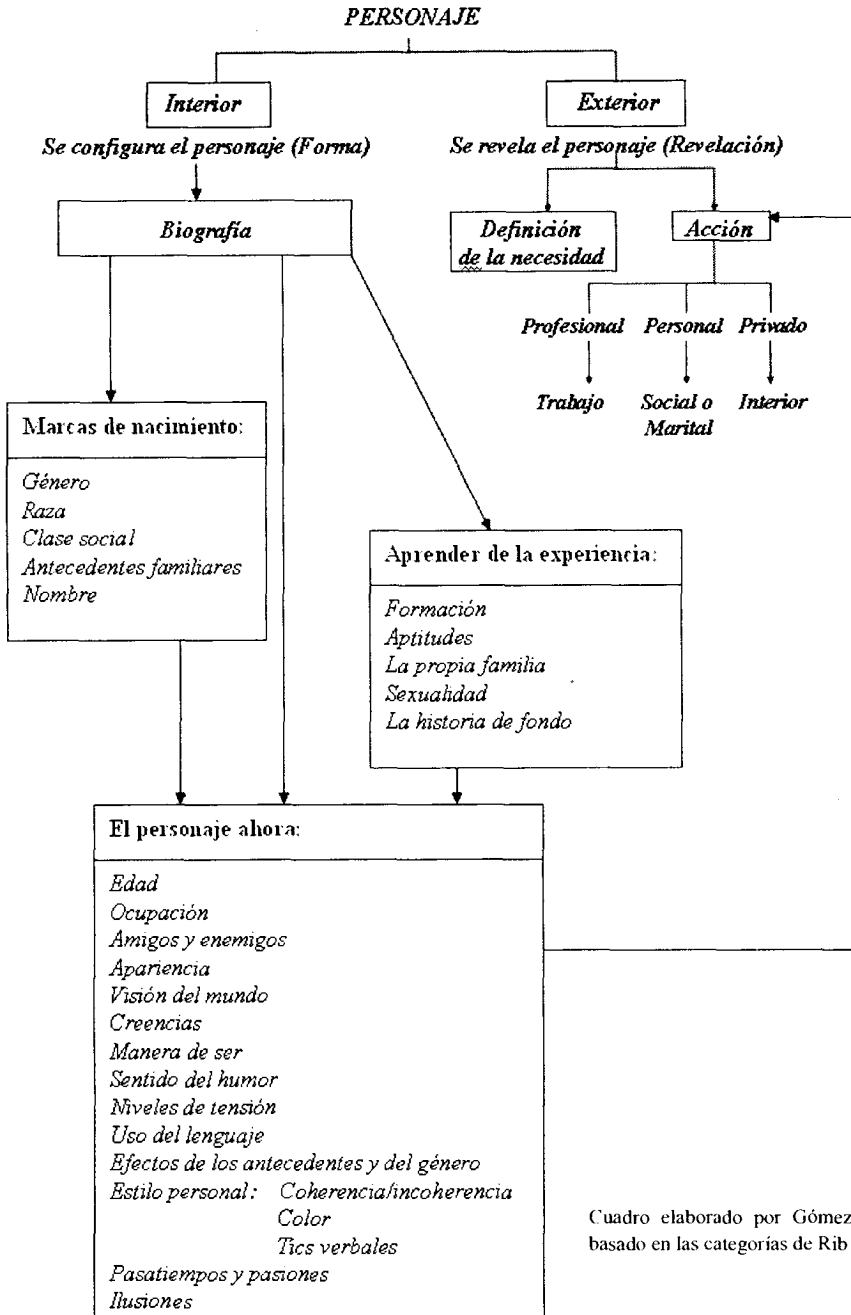 PERSONAJE
Interior
Exterior
Se configura el personaje (Forma)
Se revela el personaje (Revelación)
Biografía
Definición
de la necesidad
Acción
Profesional Personal Privado
Trabajo
Social o
Marital
Interior
Marcas de nacimiento:
Género
Raza
Clase social
Antecedentes familiares
Nombre
Aprender de la experiencia:
Formación
Aptitudes
La propia familia
Sexualidad
La historia de fondo
El personaje ahora:
Edad
Ocupación
Amigos y enemigos
Apariencia
Visión del mundo
Creencias
Manera de ser
Sentido del humor
Niveles de tensión
Uso del lenguaje
Efectos de los antecedentes y del género
Estilo personal: Coherencia/incoherencia
Color
Tics verbales
Pasatiempos y pasiones
Ilusiones
Cuadro elaborado por Gómez
basado en las categorías de Rib